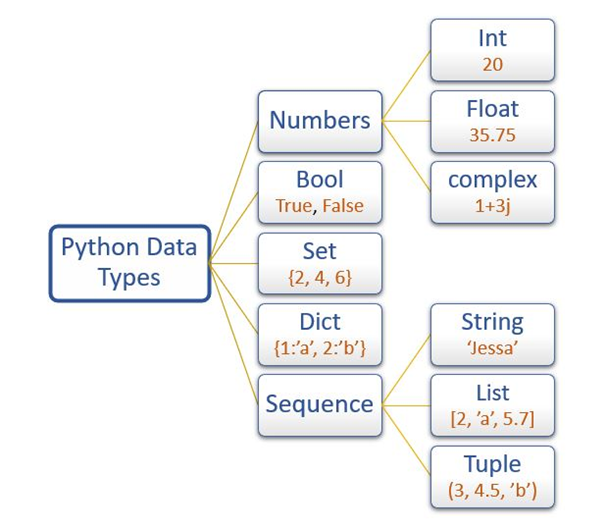 Python Data
Types
Numbers
Int
20
Float
35.75
complex
1+3j
Bool
True, False
Set
{2, 4, 6}
Dict
{1:’a’, 2:’b’}
Sequence
String
‘Jessa’
List
[2, ’a’, 5.7]
Tuple
(3, 4.5, ’b’)